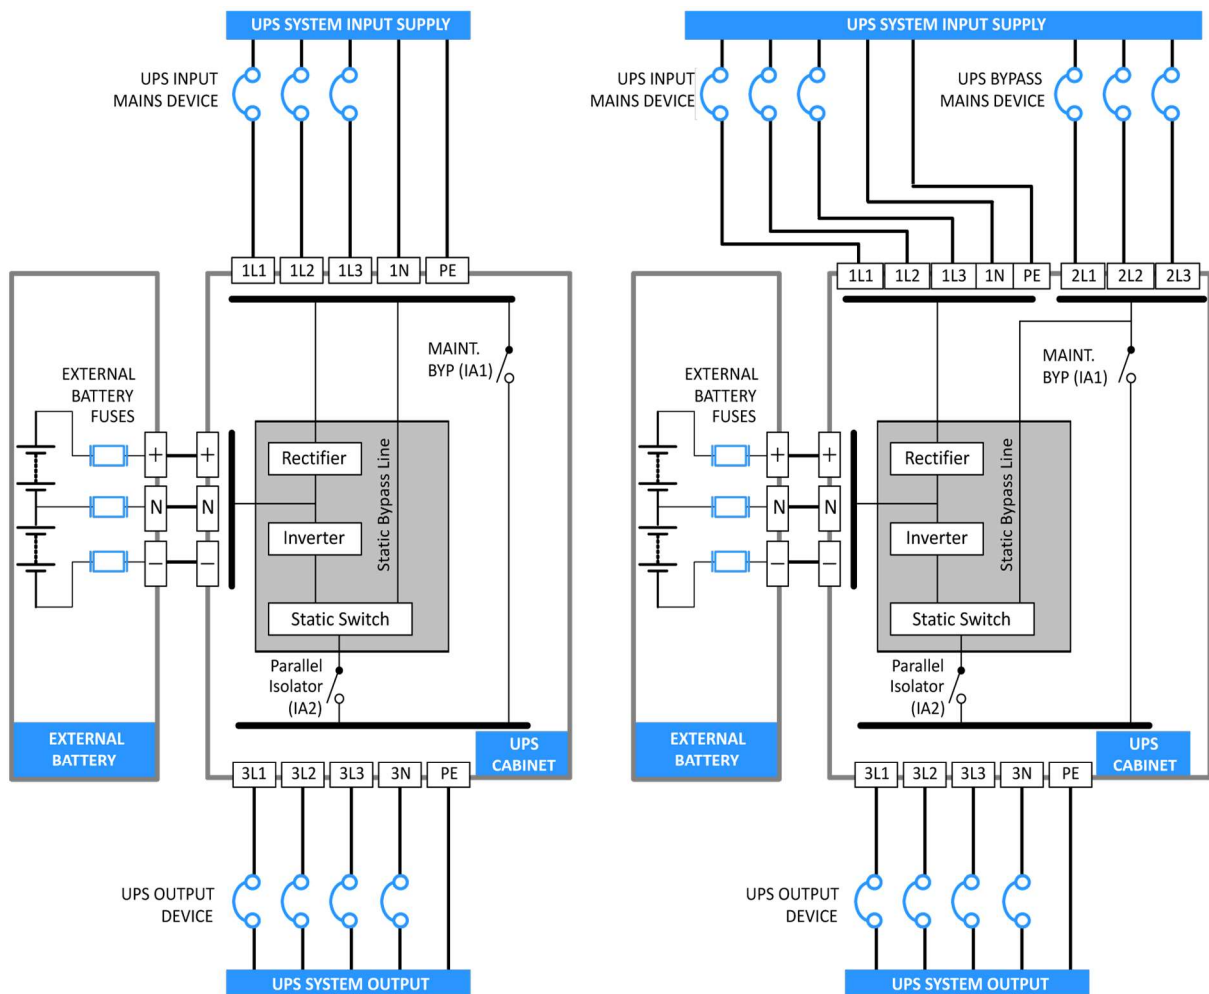 UPS SYSTEM INPUT SUPPLY
UPS INPUT
MAINS DEVICE
1L1
1L2
1L3
1N
PE
MAINT.
BYP (IA1)
EXTERNAL
BATTERY
FUSES
+
+
N
N
−
−
Rectifier
Inverter
Static Bypass Line
Static Switch
Parallel
Isolator
(IA2)
EXTERNAL
BATTERY
UPS
CABINET
3L1
3L2
3L3
3N
PE
UPS OUTPUT
DEVICE
UPS SYSTEM OUTPUT
UPS SYSTEM INPUT SUPPLY
UPS INPUT
MAINS DEVICE
UPS BYPASS
MAINS DEVICE
1L1
1L2
1L3
1N
PE
2L1
2L2
2L3
MAINT.
BYP (IA1)
EXTERNAL
BATTERY
FUSES
+
+
N
N
−
−
Rectifier
Inverter
Static Bypass Line
Static Switch
Parallel
Isolator
(IA2)
EXTERNAL
BATTERY
UPS
CABINET
3L1
3L2
3L3
3N
PE
UPS OUTPUT
DEVICE
UPS SYSTEM OUTPUT